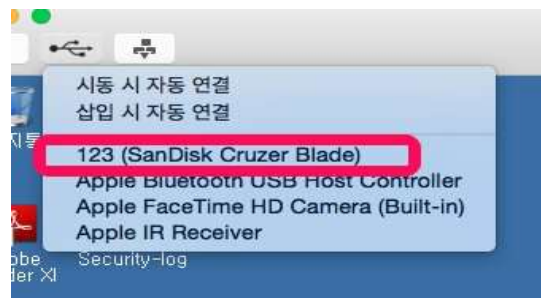 시동 시 자동 연결
삽입 시 자동 연결
123 (SanDisk Cruzer Blade)
Apple Bluetooth USB Host Controller
Apple FaceTime HD Camera (Built-in)
Apple IR Receiver
Security-log